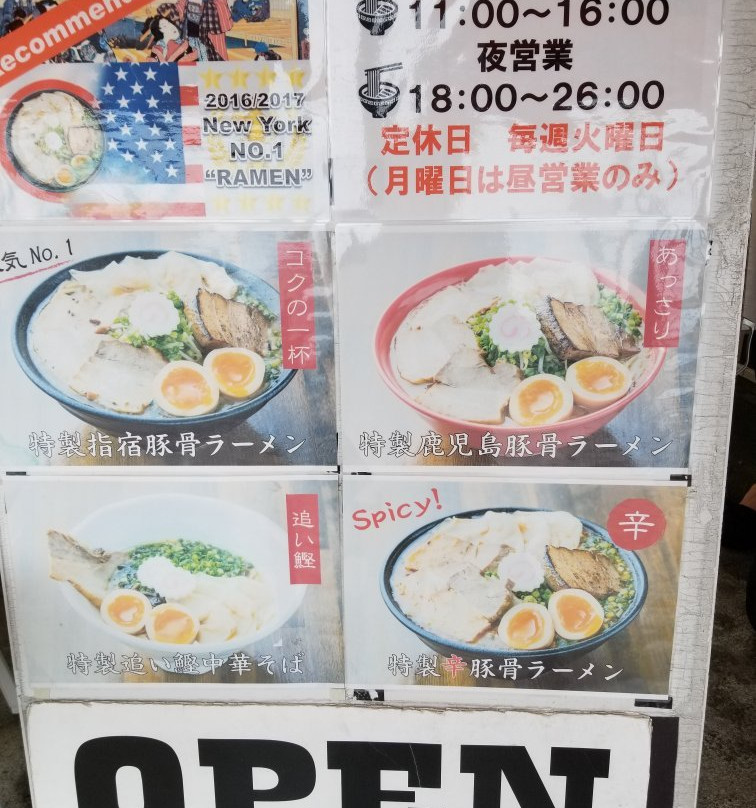 Recommen
2016/2017
New York
NO.1
“RAMEN”
11:00〜16:00
夜営業
18:00〜26:00
定休日 毎週火曜日
(月曜日は昼営業のみ)
気 No.1
コクの一杯
特製指宿豚骨ラーメン
あっさり
特製鹿児島豚骨ラーメン
追い鰹
特製追い鰹中華そば
Spicy!
辛
特製辛豚骨ラーメン
OPEN